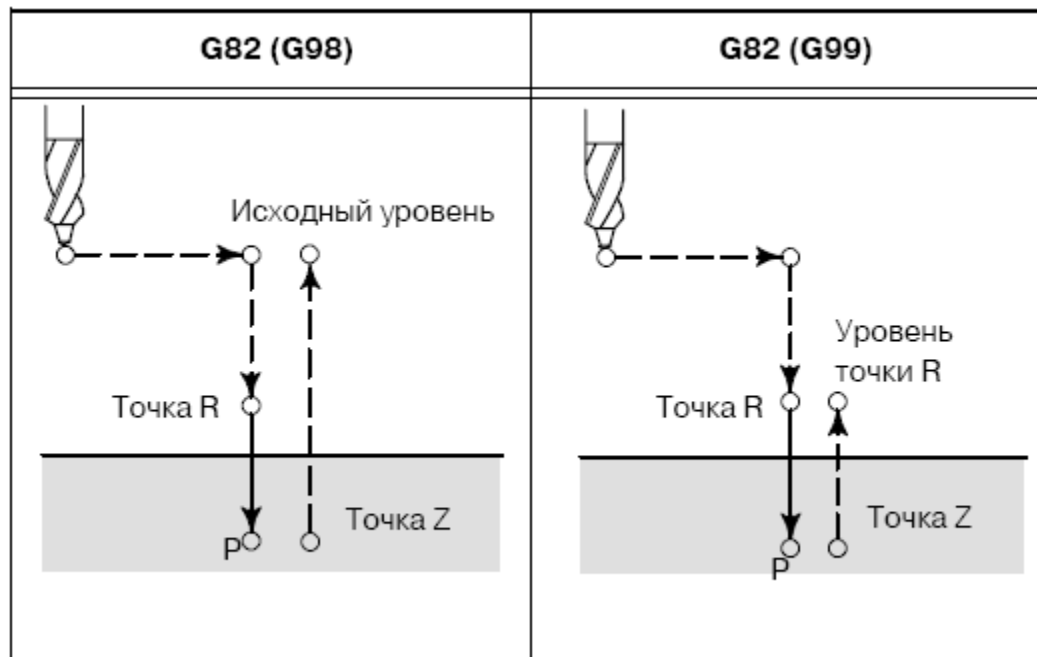 G82 (G98)
G82 (G99)
Исходный уровень
Точка R
Точка Z
P
Уровень
точки R
Точка R
Точка Z
P